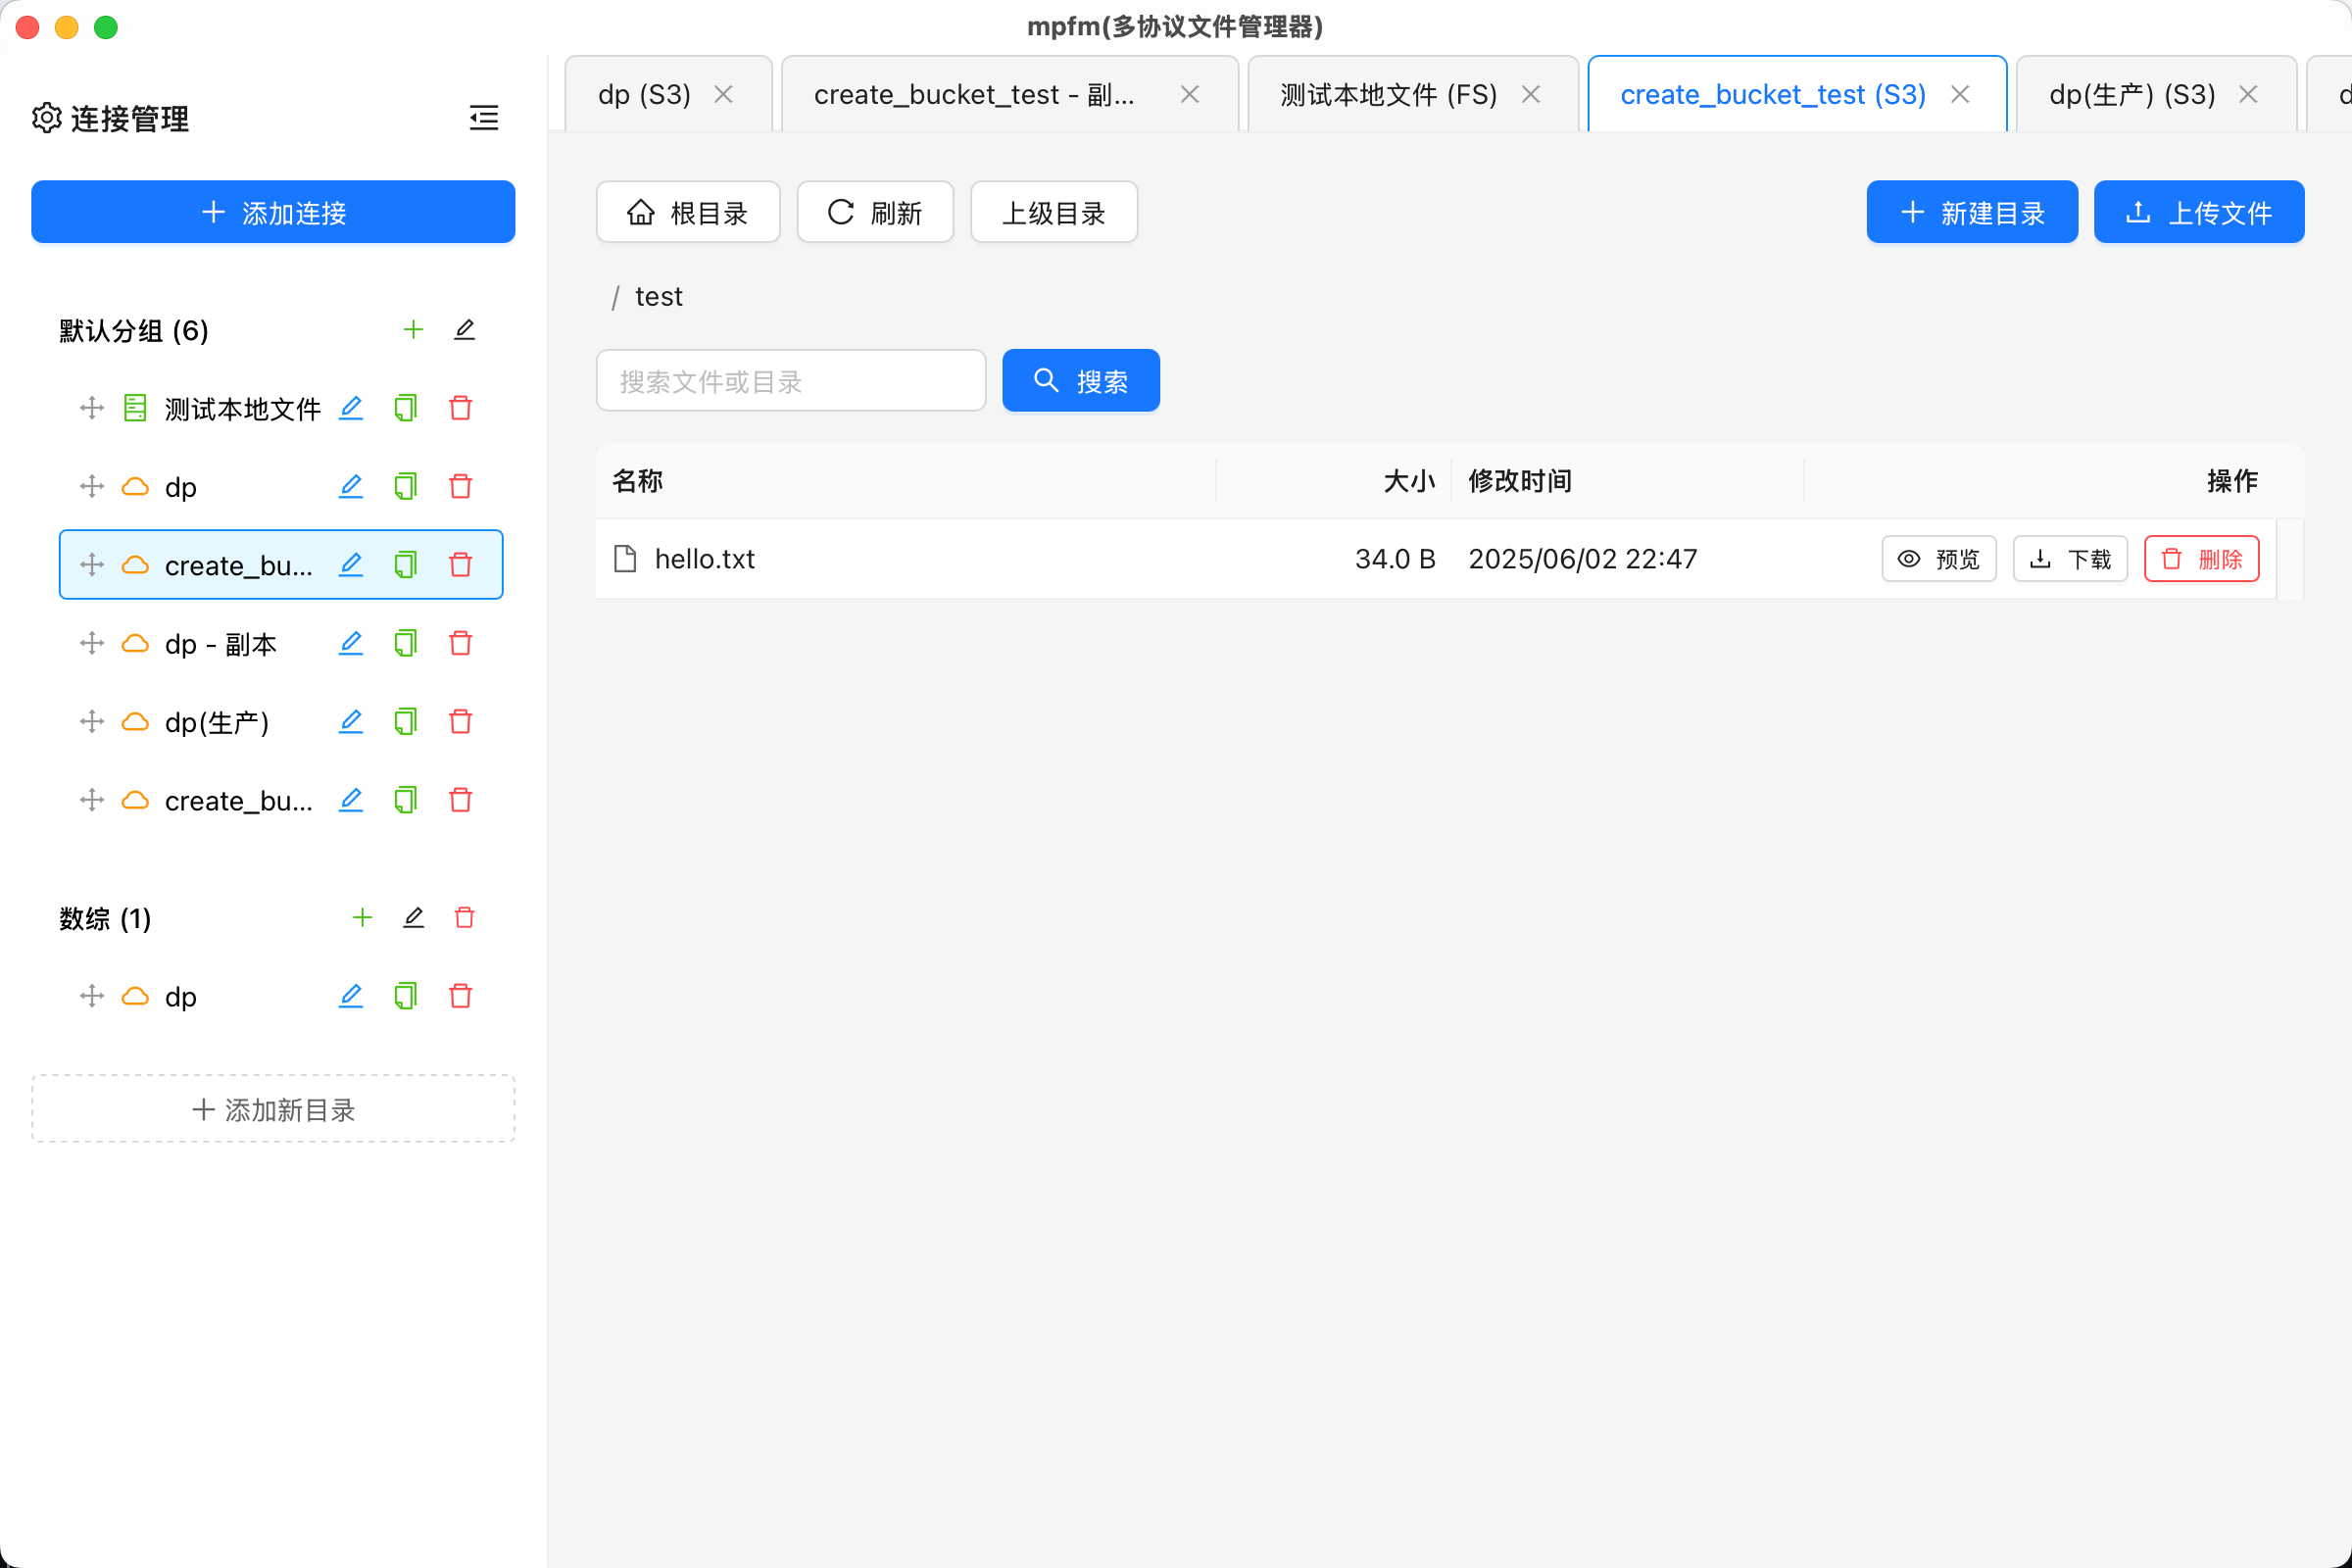 mpfm(多协议文件管理器)
连接管理
添加连接
默认分组 (6)
测试本地文件
dp
create_bu...
dp - 副本
dp(生产)
create_bu...
数综 (1)
dp
添加新目录
dp (S3)
create_bucket_test - 副...
测试本地文件 (FS)
create_bucket_test (S3)
dp(生产) (S3)
根目录
刷新
上级目录
新建目录
上传文件
/ test
搜索文件或目录
搜索
名称 大小 修改时间 操作
hello.txt 34.0 B 2025/06/02 22:47 预览 下载 删除